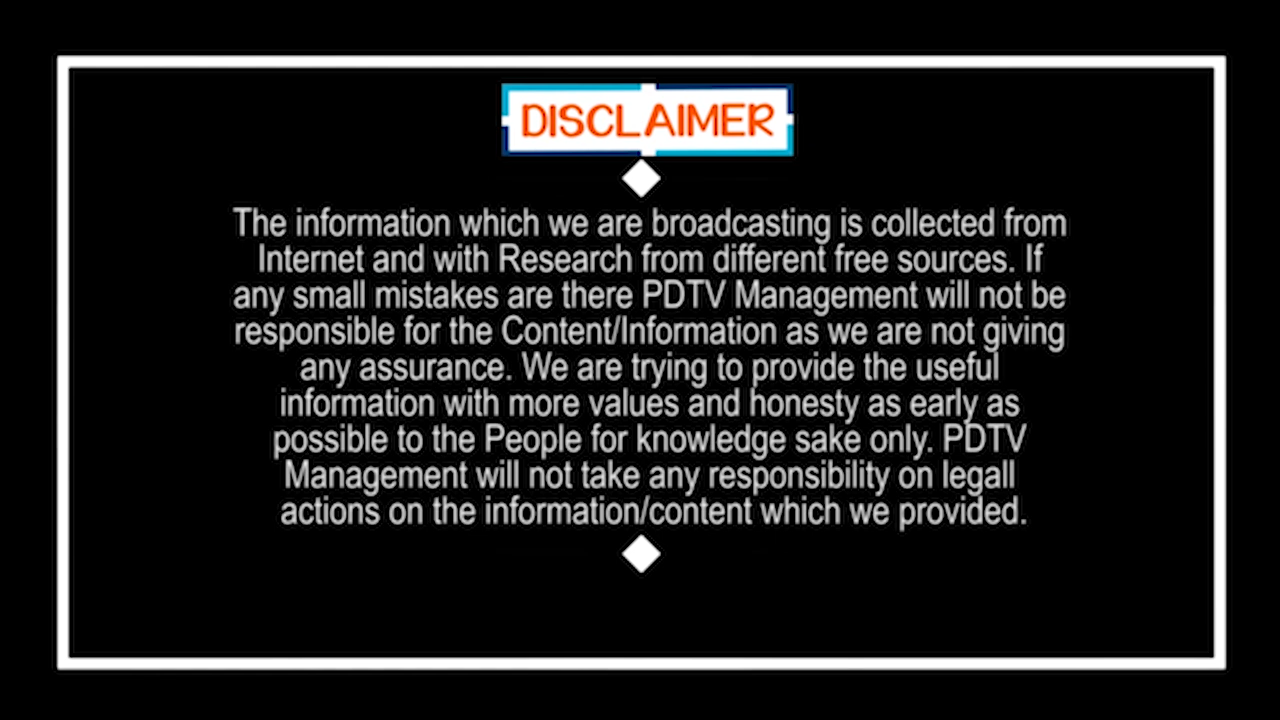 DISCLAIMER
The information which we are broadcasting is collected from
Internet and with Research from different free sources. If
any small mistakes are there PDTV Management will not be
responsible for the Content/Information as we are not giving
any assurance. We are trying to provide the useful
information with more values and honesty as early as
possible to the People for knowledge sake only. PDTV
Management will not take any responsibility on legall
actions on the information/content which we provided.